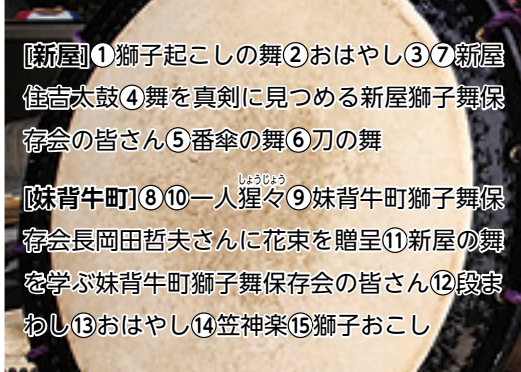 [新屋]①獅子起こしの舞②おはやし③⑦新屋
住吉太鼓④舞を真剣に見つめる新屋獅子舞保
存会の皆さん⑤番傘の舞⑥刀の舞
しょうじょう
[妹背牛町]⑧⑩一人猩々⑨妹背牛町獅子舞保
存会長岡田哲夫さんに花束を贈呈⑪新屋の舞
を学ぶ妹背牛町獅子舞保存会の皆さん⑫段ま
わし⑬おはやし⑭笠神楽⑮獅子おこし